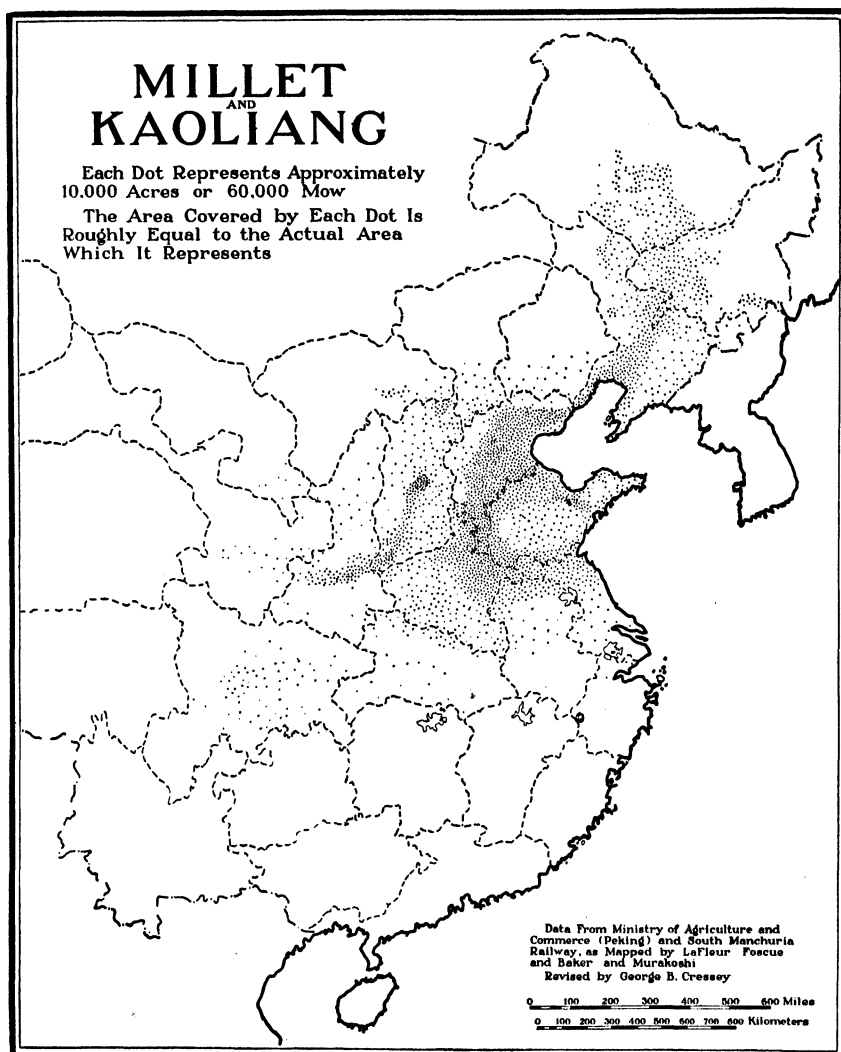 MILLET
AND
KAOLIANG
Each Dot Represents Approximately
10,000 Acres or 60,000 Mow
The Area Covered by Each Dot Is
Roughly Equal to the Actual Area
Which It Represents
Data From Ministry of Agriculture and
Commerce (Peking) and South Manchuria
Railway, as Mapped by LaFleur Foscue
and Baker and Murakoshi
Revised by George B. Cressey
0 100 200 300 400 500 600 Miles
0 100 200 300 400 500 600 700 800 Kilometers